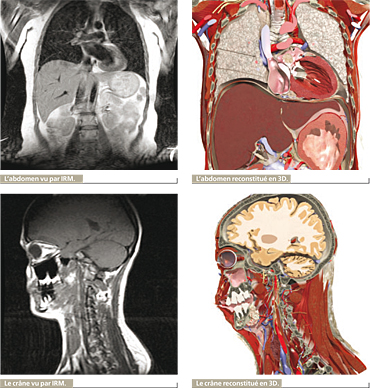 L'abdomen vu par IRM.
L'abdomen reconstitué en 3D.
Le crâne vu par IRM.
Le crâne reconstitué en 3D.